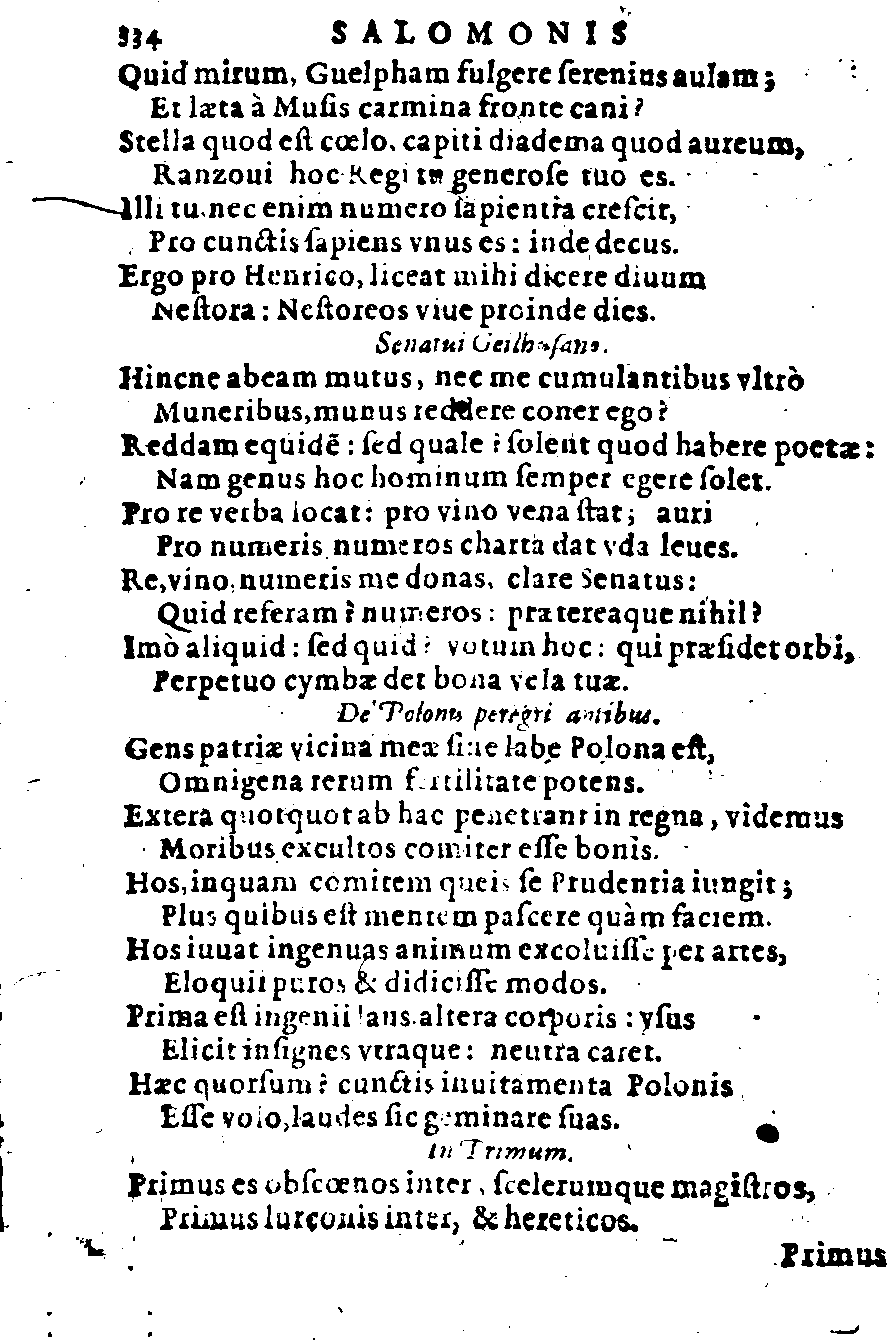 334 SALOMONIS
Quid mirum, Guelpham fulgere ſerenius aulam;
Et læta à Muſis carmina fronte cani?
Stella quod eſt cœlo, capiti diadema quod aureum,
Ranzoui hoc Regi tu generoſe tuo es.
Illi tu, nec enim numero ſapientia creſcit,
Pro cunctis ſapiens vnus es: inde decus.
Ergo pro Henrico, liceat mihi dicere diuum
Neſtora: Neſtoreos viue proinde dies.
Senatui
Hincne abeam mutus, nec me cumulantibus vltrò
Muneribus, munus reddere coner ego?
Reddam equidẽ: ſed quale? ſolent quod habere poetæ:
Nam genus hoc hominum ſemper egere ſolet.
Pro re verba locat: pro vino vena ſtat; auri
Pro numeris numeros charta dat vda leues.
Re, vino, numeris me donas, clare Senatus:
Quid referam? numeros: prætereaque nihil?
Imò aliquid: ſed quid? votum hoc: qui præſidet orbi,
Perpetuo cymbæ det bona vela tuæ.
De Polonis peregrinantibus.
Gens patriæ vicina meæ ſine labe Polona eſt,
Omnigena rerum fertilitate potens.
Extera quotquot ab hac penetrant in regna, videmus
Moribus excultos comiter eſſe bonis.
Hos, inquam comitem queis ſe Prudentia iungit;
Plus quibus eſt mentem paſcere quàm faciem.
Hos iuuat ingenuas animum excoluiſſe per artes,
Eloquii puros & didiciſſe modos.
Prima eſt ingenii laus, altera corporis: vſus
Elicit inſignes vtraque: neutra caret.
Hæc quorſum? cunctis inuitamenta Polonis
Eſſe volo, laudes ſic geminare ſuas.
In Trimum.
Primus es obſcœnos inter, ſcelerumque magiſtros,
Primus lurconis inter, & hereticos.
Primus